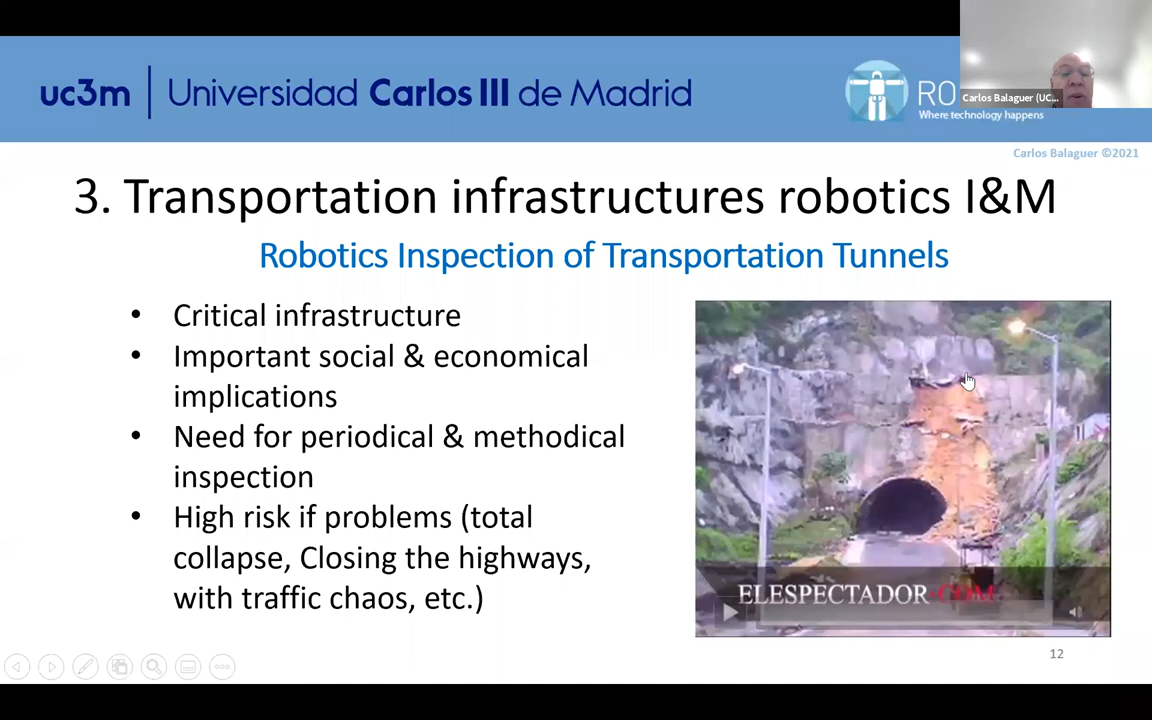 uc3m | Universidad Carlos III de Madrid
RO
Where technology happens
Carlos Balaguer (UC...
Carlos Balaguer ©2021
3. Transportation infrastructures robotics I&M
Robotics Inspection of Transportation Tunnels
• Critical infrastructure
• Important social & economical
implications
• Need for periodical & methodical
inspection
• High risk if problems (total
collapse, Closing the highways,
with traffic chaos, etc.)
ELESPECTADOR·COM
12